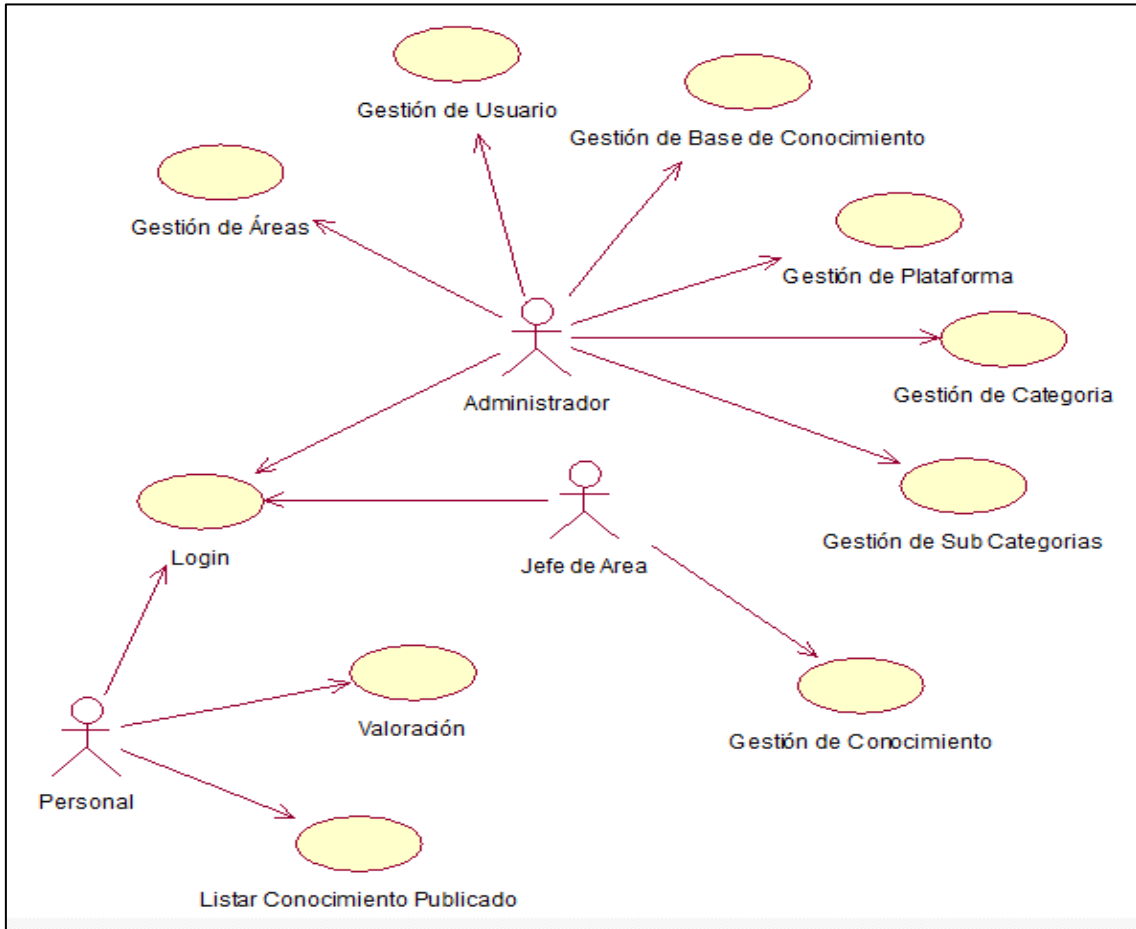 Gestión de Usuario
Gestión de Base de Conocimiento
Gestión de Áreas
Gestión de Plataforma
Gestión de Categoria
Administrador
Gestión de Sub Categorias
Login
Jefe de Area
Valoración
Gestión de Conocimiento
Personal
Listar Conocimiento Publicado